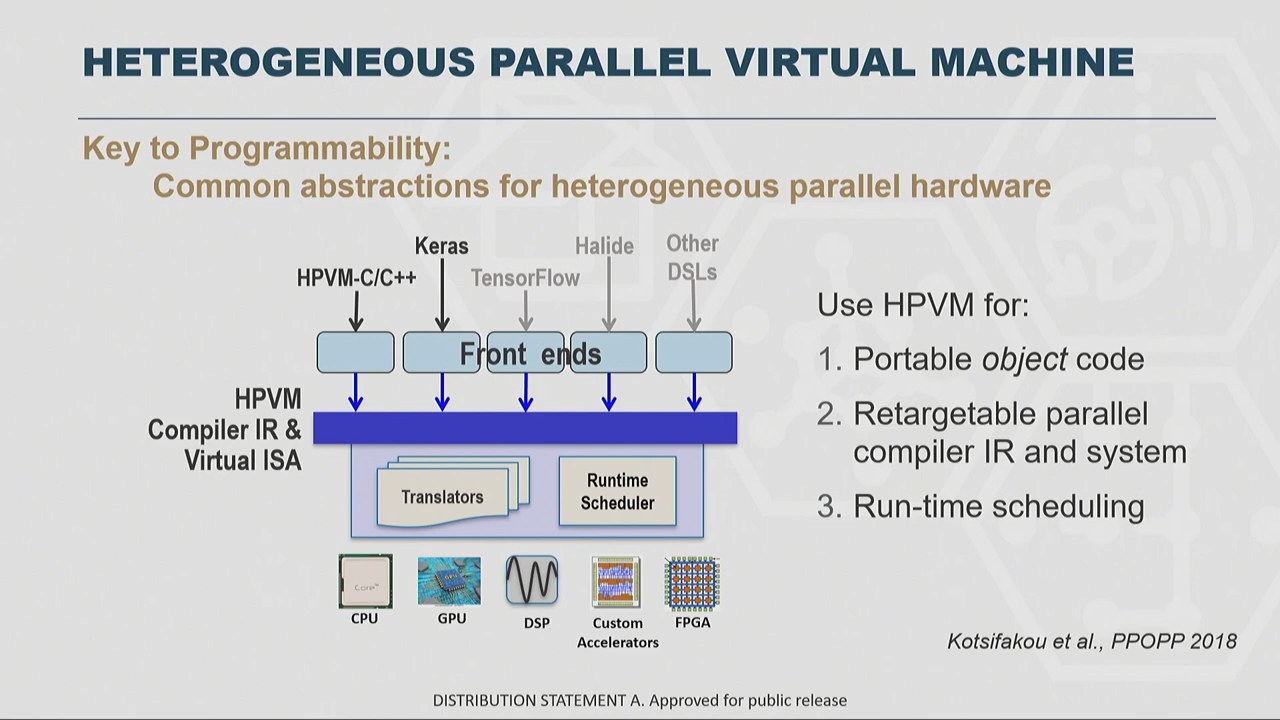 HETEROGENEOUS PARALLEL VIRTUAL MACHINE
Key to Programmability:
Common abstractions for heterogeneous parallel hardware
Keras
Halide
Other
DSLs
HPVM-C/C++
TensorFlow
Front ends
HPVM
Compiler IR &
Virtual ISA
Translators
Runtime
Scheduler
Core™
CPU
GPU
DSP
Custom
Accelerators
FPGA
Use HPVM for:
1. Portable object code
2. Retargetable parallel
compiler IR and system
3. Run-time scheduling
Kotsifakou et al., PPOPP 2018
DISTRIBUTION STATEMENT A. Approved for public release